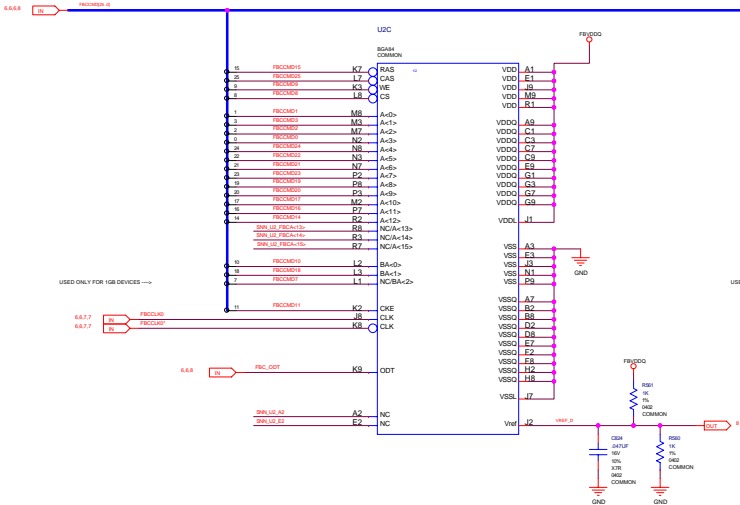 6,6,6,8 IN FBCCMD[25..0]
U2C
BGA84
COMMON
FBVDDQ
15 FBCCMD15 K7 RAS VDD A1
25 FBCCMD25 L7 CAS VDD E1
9 FBCCMD9 K3 WE VDD J9
8 FBCCMD8 L8 CS VDD M9
VDD R1
1 FBCCMD1 M8 A<0>
3 FBCCMD3 M3 A<1> VDDQ A9
2 FBCCMD2 M7 A<2> VDDQ C1
0 FBCCMD0 N2 A<3> VDDQ C3
24 FBCCMD24 N8 A<4> VDDQ C7
22 FBCCMD22 N3 A<5> VDDQ C9
21 FBCCMD21 N7 A<6> VDDQ E9
23 FBCCMD23 P2 A<7> VDDQ G1
19 FBCCMD19 P8 A<8> VDDQ G3
20 FBCCMD20 P3 A<9> VDDQ G7
17 FBCCMD17 M2 A<10> VDDQ G9
16 FBCCMD16 P7 A<11>
14 FBCCMD14 R2 A<12> VDDL J1
SNN_U2_FBCA<13> R8 NC/A<13>
SNN_U2_FBCA<14> R3 NC/A<14>
SNN_U2_FBCA<15> R7 NC/A<15> VSS A3
VSS E3
10 FBCCMD10 L2 BA<0> VSS J3
18 FBCCMD18 L3 BA<1> VSS N1
USED ONLY FOR 1GB DEVICES ---> 7 FBCCMD7 L1 NC/BA<2> VSS P9
GND
USE
VSSQ A7
11 FBCCMD11 K2 CKE VSSQ B2
6,6,7,7 IN FBCCLK0 J8 CLK VSSQ B8
6,6,7,7 IN FBCCLK0* K8 CLK VSSQ D2
VSSQ D8
VSSQ E7
VSSQ F2
VSSQ F8
6,6,8 IN FBC_ODT K9 ODT VSSQ H2
VSSQ H8
VSSL J7
SNN_U2_A2 A2 NC
SNN_U2_E2 E2 NC Vref J2 VREF_D OUT 8
FBVDDQ
R561
1K
1%
0402
COMMON
C624
.047UF
16V
10%
X7R
0402
COMMON
GND
R560
1K
1%
0402
COMMON
GND